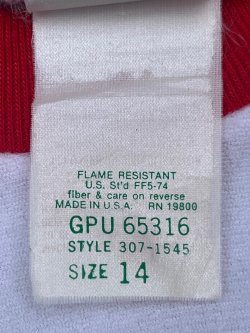 FLAME RESISTANT
U.S. St'd FF5-74
fiber & care on reverse
MADE IN U.S.A. RN 19800
GPU 65316
STYLE 307-1545
SIZE 14